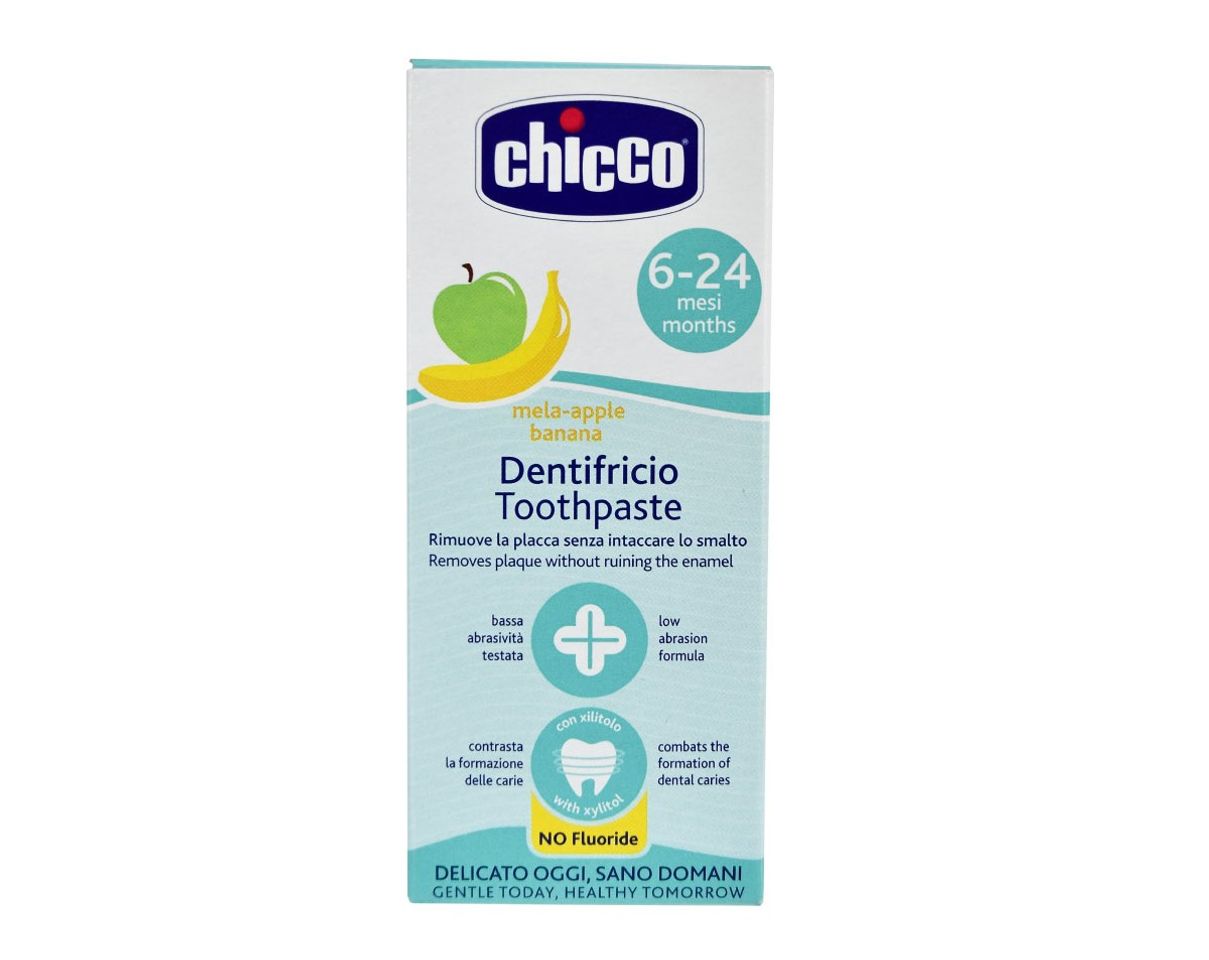 chicco®
6-24
mesi
months
mela-apple
banana
Dentifricio
Toothpaste
Rimuove la placca senza intaccare lo smalto
Removes plaque without ruining the enamel
bassa
abrasività
testata
low
abrasion
formula
con xilitolo
contrasta
la formazione
delle carie
combats the
formation of
dental caries
with xylitol
NO Fluoride
DELICATO OGGI, SANO DOMANI
GENTLE TODAY, HEALTHY TOMORROW